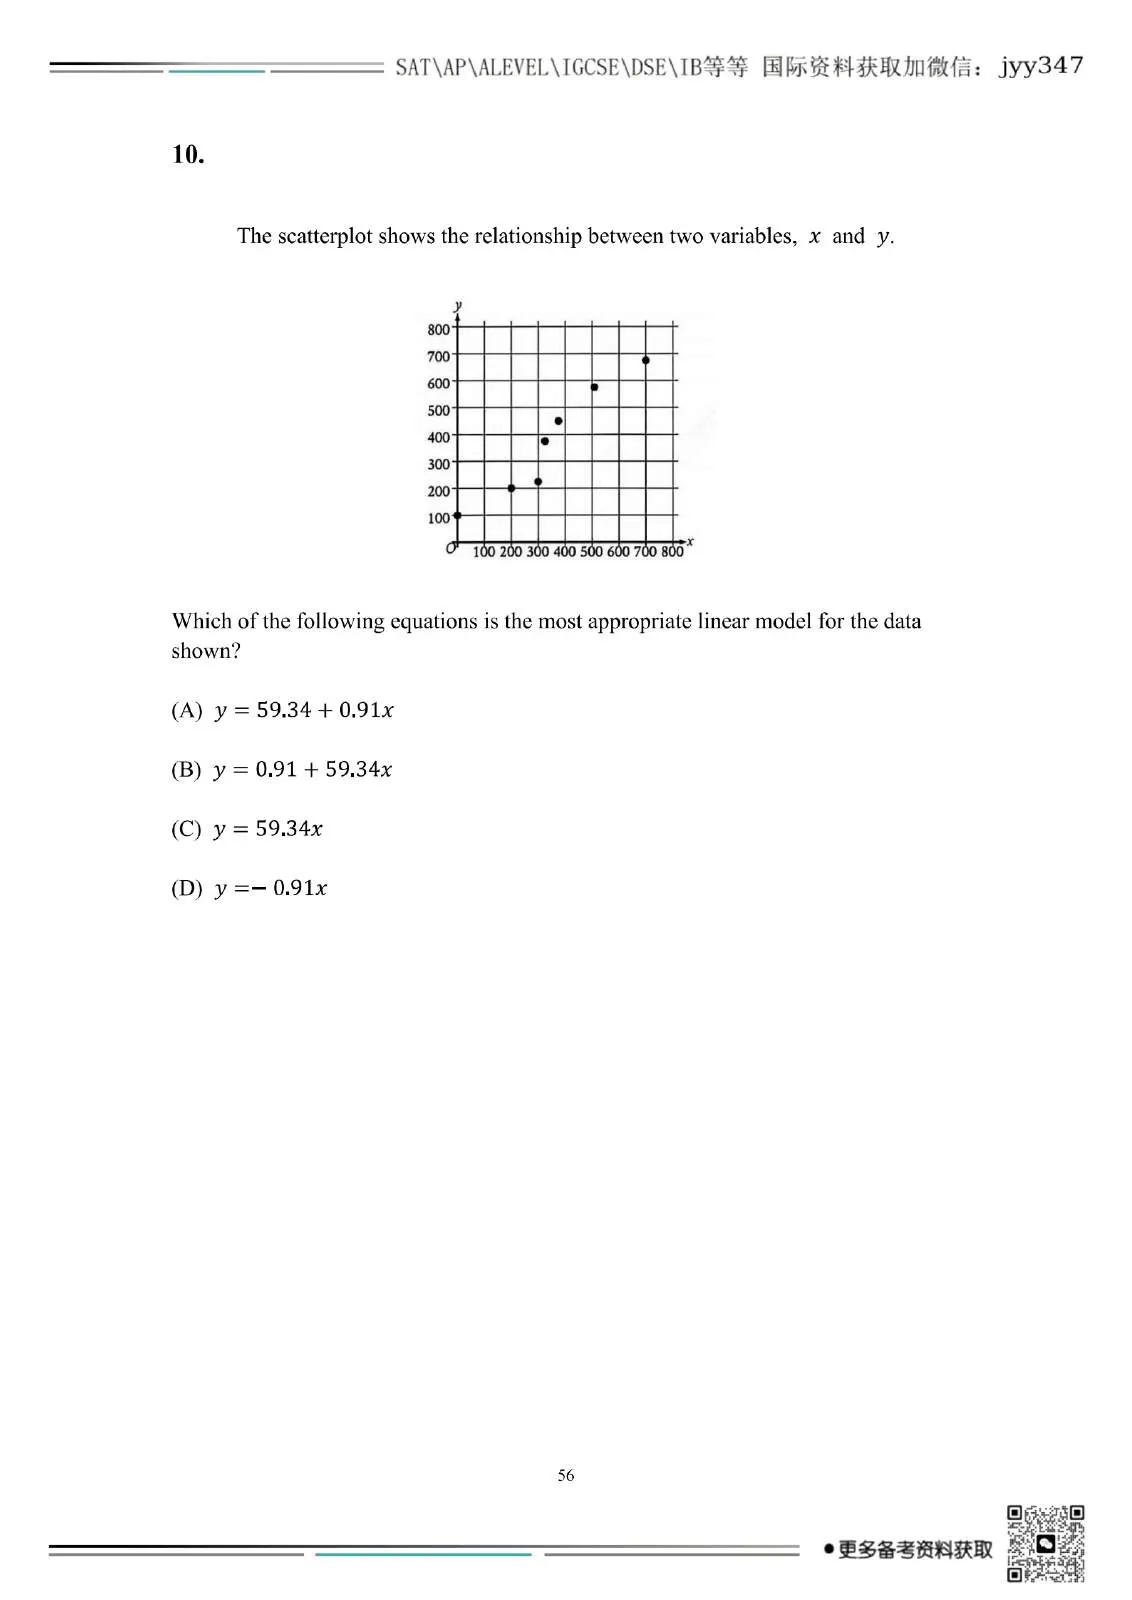 SAT\AP\ALEVEL\IGCSE\DSE\IB等等 国际资料获取加微信：jyy347
10.
The scatterplot shows the relationship between two variables, x and y.
y
800
700
600
500
400
300
200
100
O 100 200 300 400 500 600 700 800 x
Which of the following equations is the most appropriate linear model for the data
shown?
(A) y = 59.34 + 0.91x
(B) y = 0.91 + 59.34x
(C) y = 59.34x
(D) y =− 0.91x
56
●更多备考资料获取